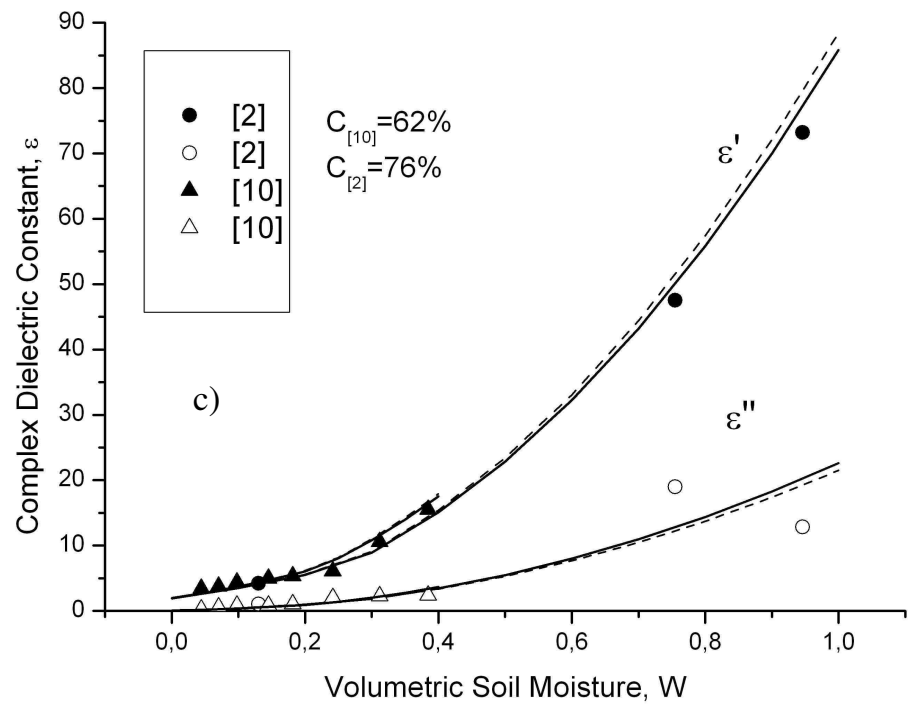 Complex Dielectric Constant, ε
90
80
70
60
50
40
30
20
10
0
[2]
[2]
[10]
[10]
C[10]=62%
C[2]=76%
ε'
ε"
c)
0,0 0,2 0,4 0,6 0,8 1,0
Volumetric Soil Moisture, W